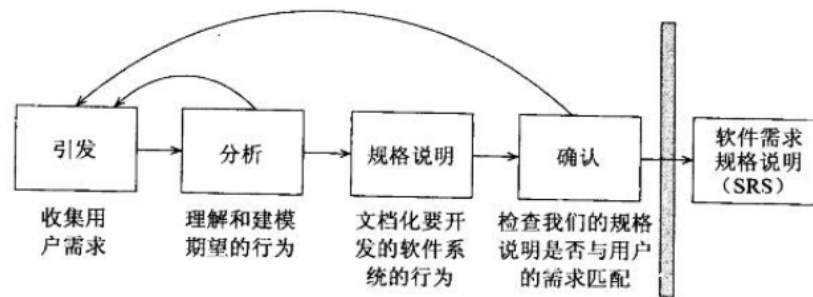 引发
分析
规格说明
确认
软件需求
规格说明
（SRS）
收集用
户需求
理解和建模
期望的行为
文档化要开
发的软件系
统的行为
检查我们的规格
说明是否与用户
的需求匹配